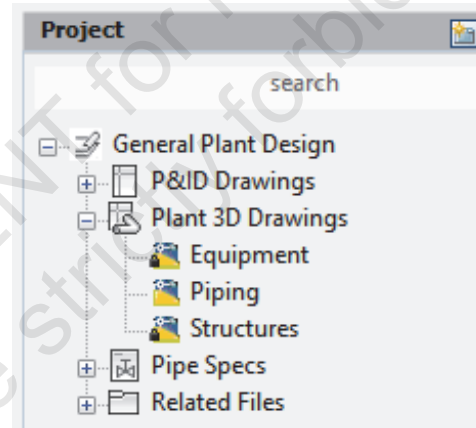 Project
search
General Plant Design
P&ID Drawings
Plant 3D Drawings
Equipment
Piping
Structures
Pipe Specs
Related Files